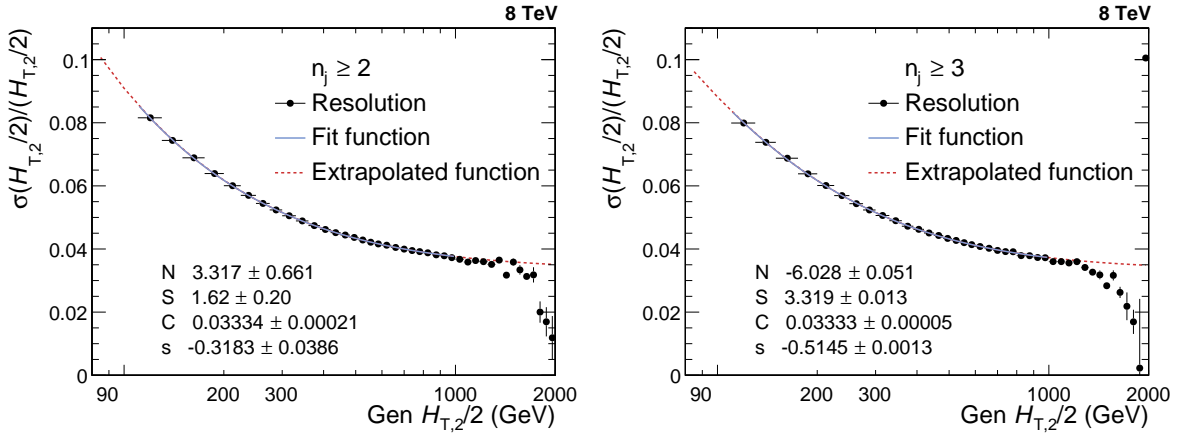 8 TeV
σ(H_T,2/2)/(H_T,2/2)
0.1
0.08
0.06
0.04
0.02
0
n_j ≥ 2
Resolution
Fit function
Extrapolated function
N 3.317 ± 0.661
S 1.62 ± 0.20
C 0.03334 ± 0.00021
s -0.3183 ± 0.0386
90 200 300 1000 2000
Gen H_T,2/2 (GeV)
8 TeV
σ(H_T,2/2)/(H_T,2/2)
0.1
0.08
0.06
0.04
0.02
0
n_j ≥ 3
Resolution
Fit function
Extrapolated function
N -6.028 ± 0.051
S 3.319 ± 0.013
C 0.03333 ± 0.00005
s -0.5145 ± 0.0013
90 200 300 1000 2000
Gen H_T,2/2 (GeV)